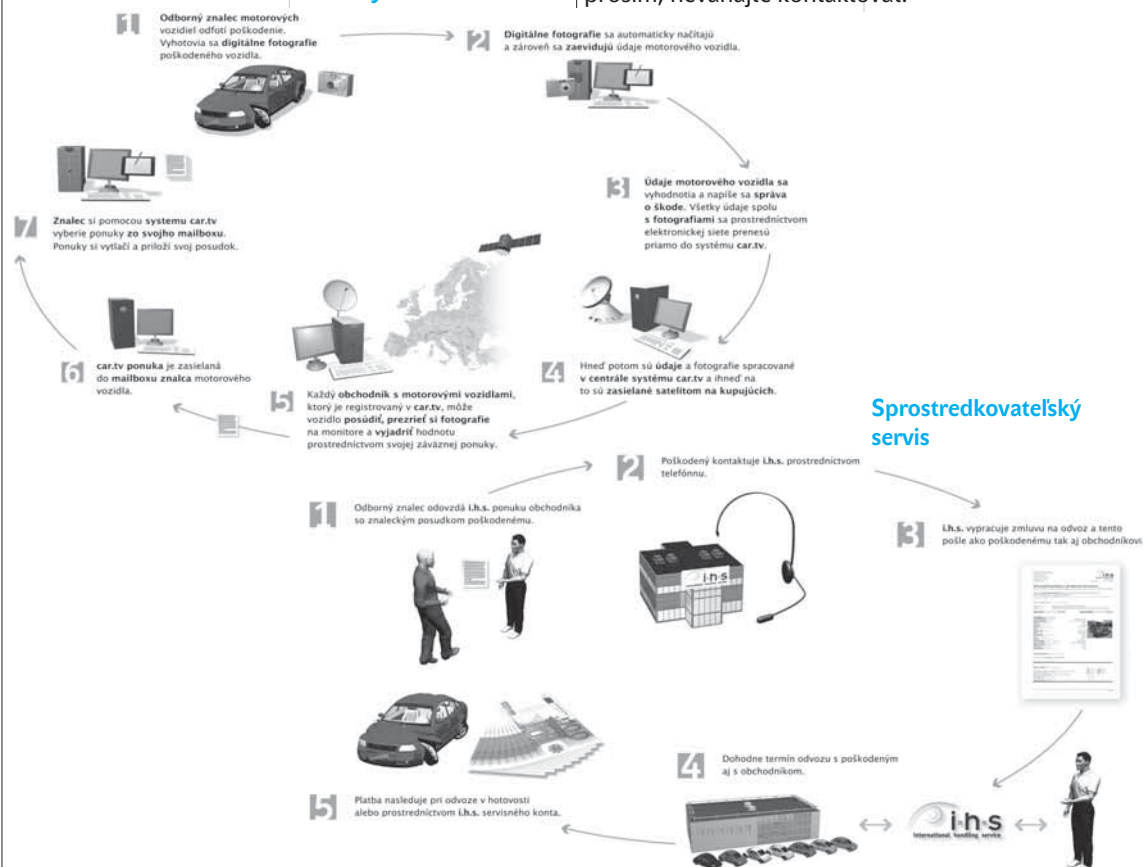 prosím, neváhajte kontaktovať.
1
Odborný znalec motorových
vozidiel odfotí poškodenie.
Vyhotovia sa digitálne fotografie
poškodeného vozidla.
2
Digitálne fotografie sa automaticky načítajú
a zároveň sa zaevidujú údaje motorového vozidla.
3
Údaje motorového vozidla sa
vyhodnotia a napíše sa správa
o škode. Všetky údaje spolu
s fotografiami sa prostredníctvom
elektronickej siete prenesú
priamo do systému car.tv.
4
Hneď potom sú údaje a fotografie spracované
v centrále systému car.tv a ihneď na
to sú zasielané satelitom na kupujúcich.
5
Každý obchodník s motorovými vozidlami,
ktorý je registrovaný v car.tv, môže
vozidlo posúdiť, prezrieť si fotografie
na monitore a vyjadriť hodnotu
prostredníctvom svojej záväznej ponuky.
6
car.tv ponuka je zasielaná
do mailboxu znalca motorového
vozidla.
7
Znalec si pomocou systemu car.tv
vyberie ponuky zo svojho mailboxu.
Ponuky si vytlačí a priloží svoj posudok.
Sprostredkovateľský
servis
1
Odborný znalec odovzdá i.h.s. ponuku obchodníka
so znaleckým posudkom poškodenému.
2
Poškodený kontaktuje i.h.s. prostredníctvom
telefónnu.
i·h·s
3
i.h.s. vypracuje zmluvu na odvoz a tento
pošle ako poškodenému tak aj obchodníkovi.
i·h·s
4
Dohodne termín odvozu s poškodeným
aj s obchodníkom.
i·h·s
international handling service
5
Platba nasleduje pri odvoze v hotovosti
alebo prostredníctvom i.h.s. servisného konta.